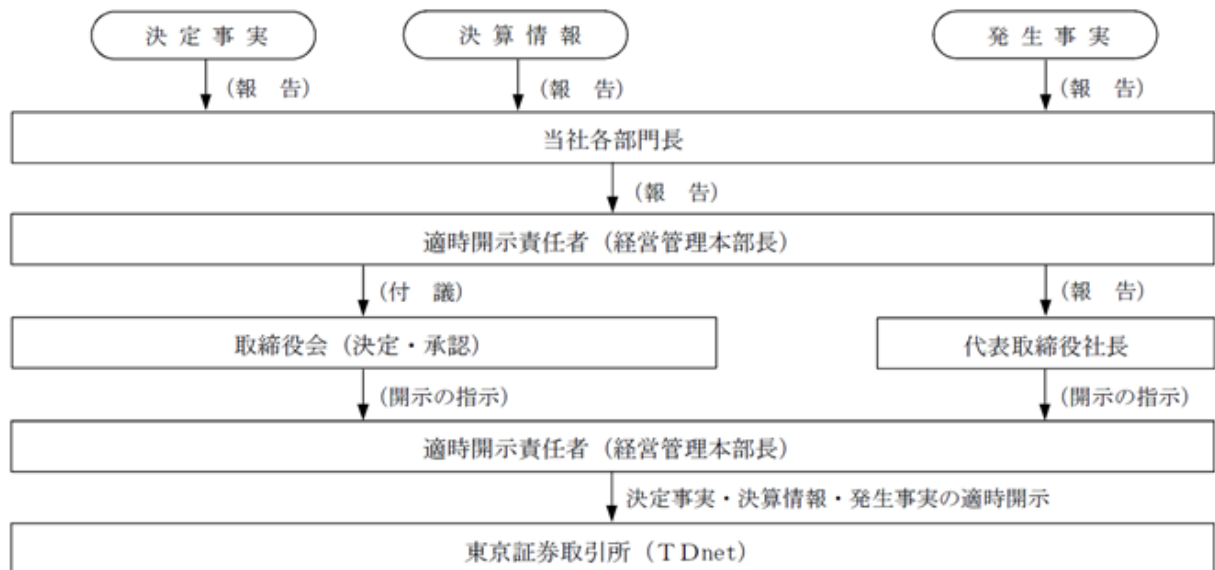 決定事実 決算情報 発生事実
(報 告) (報 告) (報 告)
当社各部門長
(報 告)
適時開示責任者(経営管理本部長)
(付 議) (報 告)
取締役会(決定・承認) 代表取締役社長
(開示の指示) (開示の指示)
適時開示責任者(経営管理本部長)
決定事実・決算情報・発生事実の適時開示
東京証券取引所(TDnet)